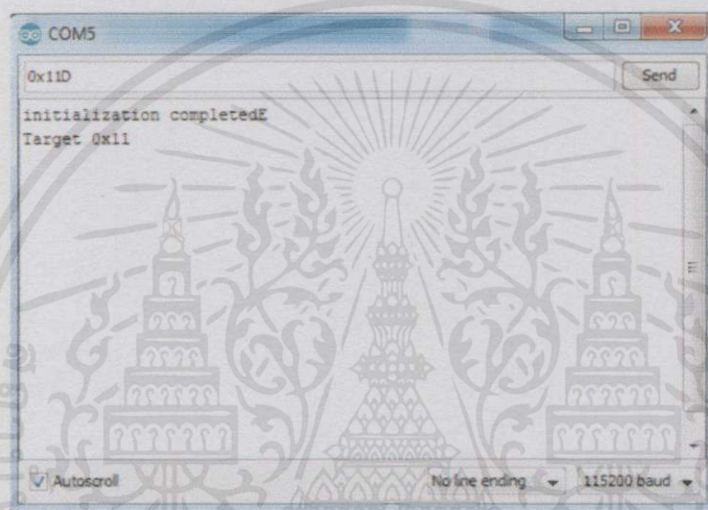 COM5
0x11D
Send
initialization completedE
Target 0x11
Autoscroll
No line ending
115200 baud